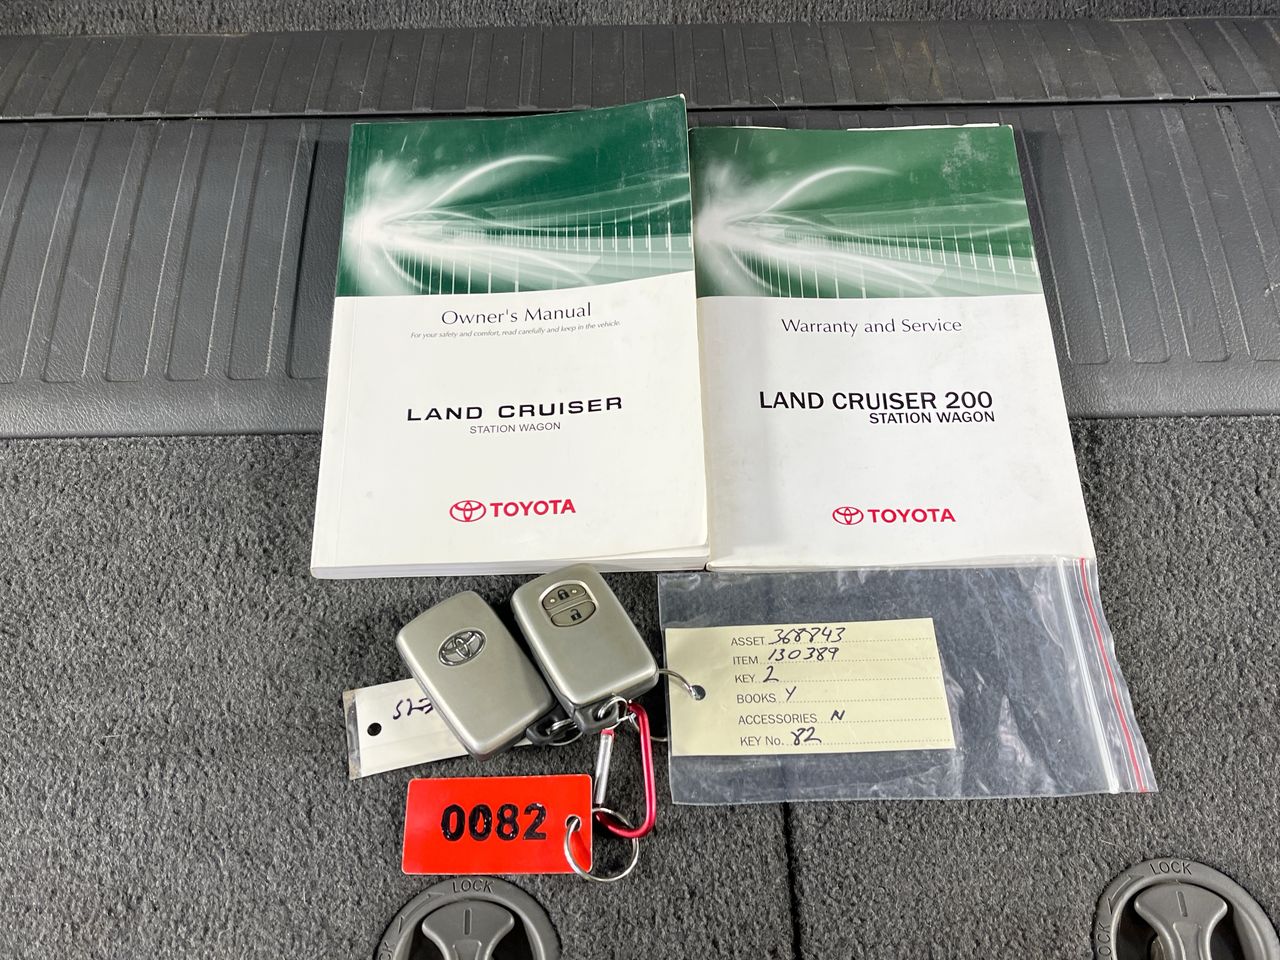 Owner's Manual
For your safety and comfort, read carefully and keep in the vehicle.
LAND CRUISER
STATION WAGON
TOYOTA
Warranty and Service
LAND CRUISER 200
STATION WAGON
TOYOTA
ASSET 368843
ITEM 130389
KEY 2
BOOKS Y
ACCESSORIES N
KEY No. 82
0082
LOCK
LOCK
LOCK